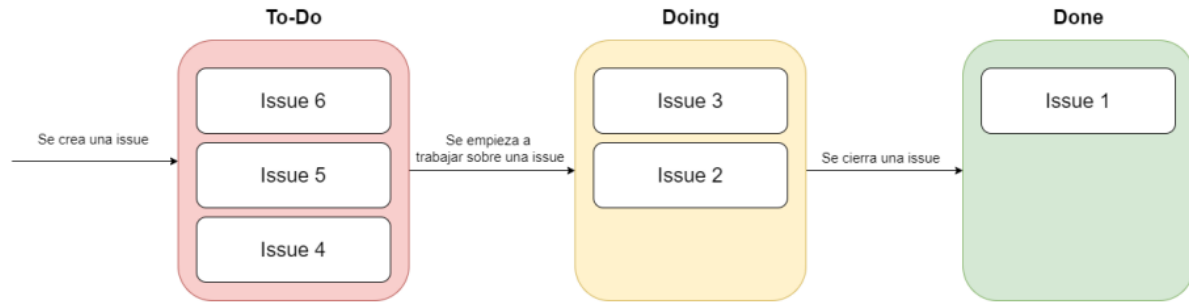 To-Do
Doing
Done
Se crea una issue
Issue 6
Issue 5
Issue 4
Se empieza a
trabajar sobre una issue
Issue 3
Issue 2
Se cierra una issue
Issue 1